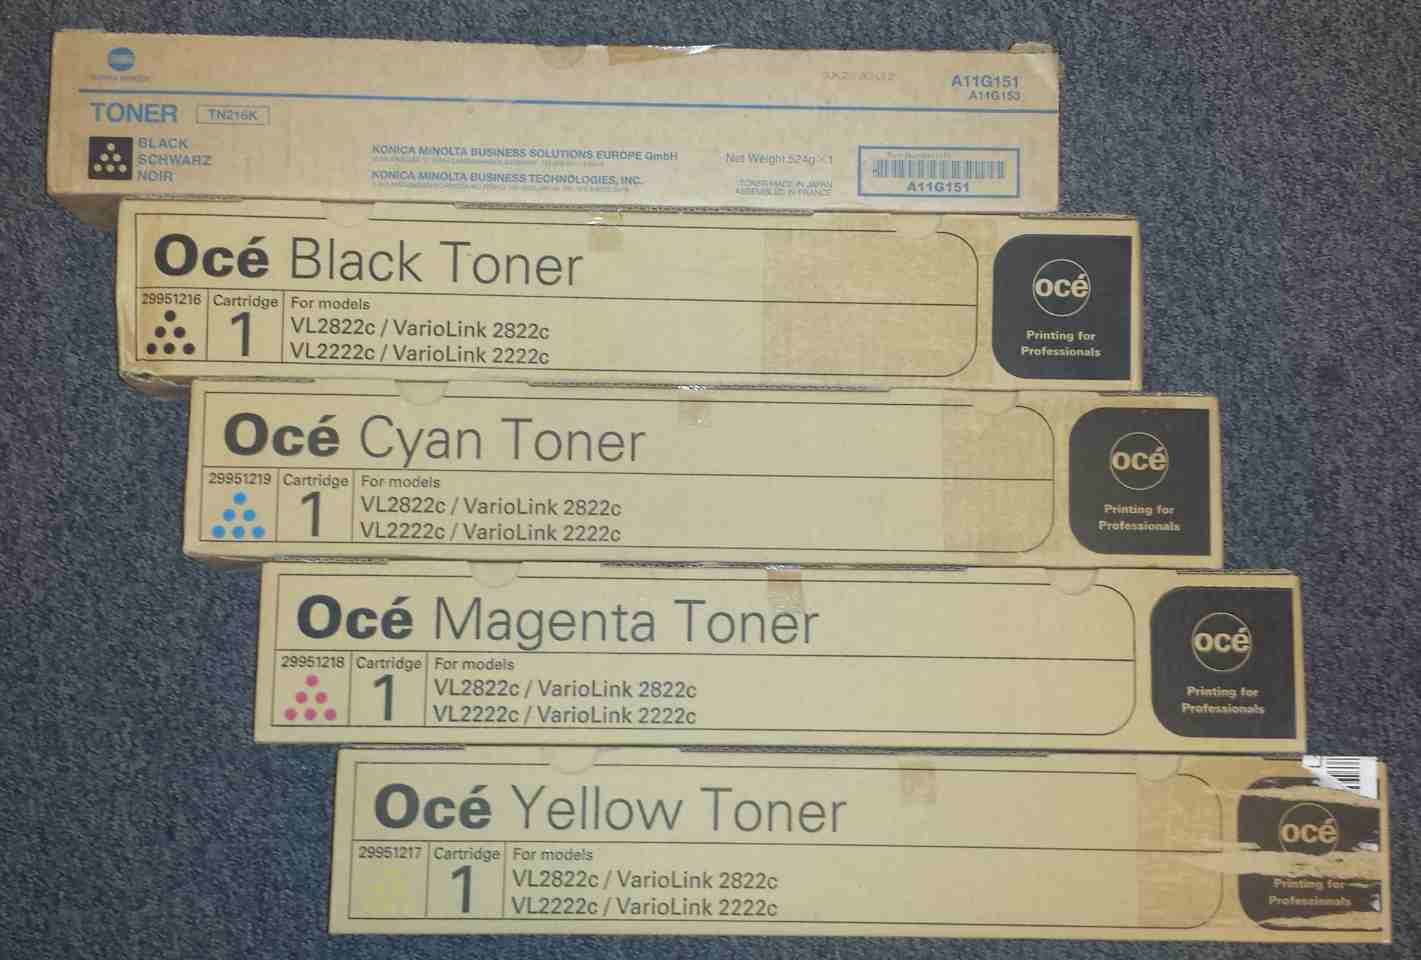 KONICA MINOLTA
A11G151
A11G153
TONER TN216K
BLACK
SCHWARZ
NOIR
KONICA MINOLTA BUSINESS SOLUTIONS EUROPE GmbH
KONICA MINOLTA BUSINESS TECHNOLOGIES, INC.
Net Weight 524g×1
TONER MADE IN JAPAN
ASSEMBLED IN FRANCE
A11G151
Océ Black Toner
29951216 Cartridge For models
1 VL2822c / VarioLink 2822c
VL2222c / VarioLink 2222c
océ
Printing for
Professionals
Océ Cyan Toner
29951219 Cartridge For models
1 VL2822c / VarioLink 2822c
VL2222c / VarioLink 2222c
océ
Printing for
Professionals
Océ Magenta Toner
29951218 Cartridge For models
1 VL2822c / VarioLink 2822c
VL2222c / VarioLink 2222c
océ
Printing for
Professionals
Océ Yellow Toner
29951217 Cartridge For models
1 VL2822c / VarioLink 2822c
VL2222c / VarioLink 2222c
océ
Printing for
Professionals